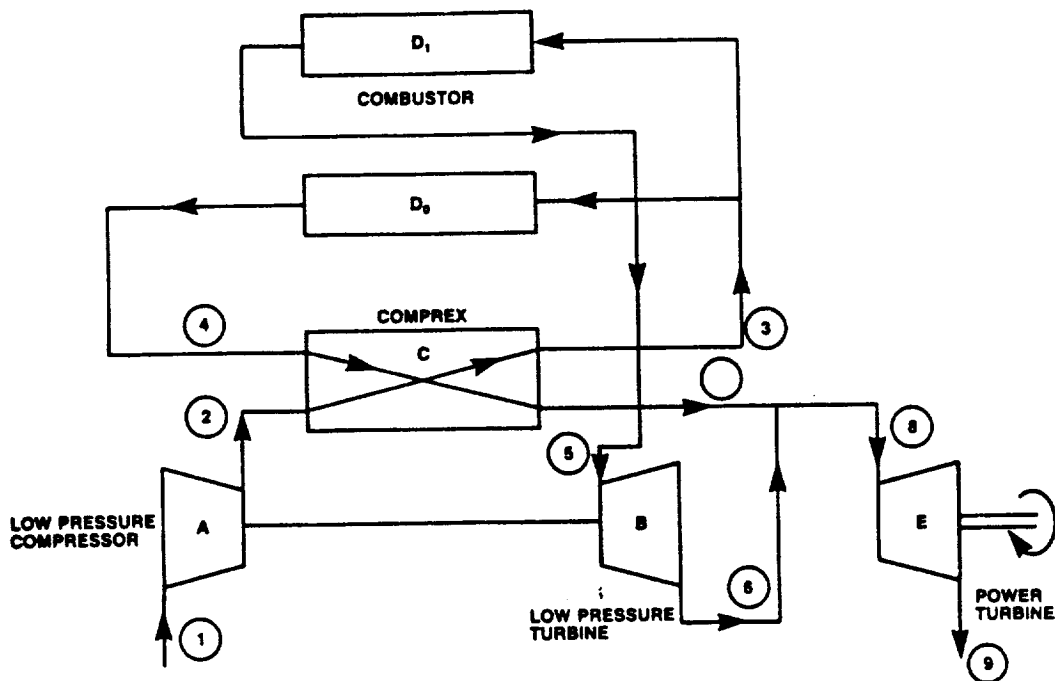 D₁
COMBUSTOR
D₉
COMPREX
C
4
3
2
5
8
LOW PRESSURE
COMPRESSOR
A
B
E
6
LOW PRESSURE
TURBINE
POWER
TURBINE
1
9